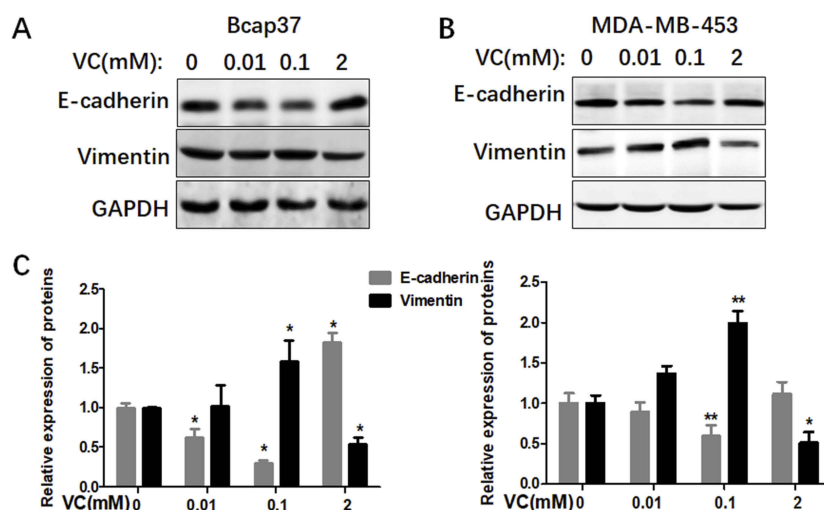 A
Bcap37
VC(mM): 0 0.01 0.1 2
E-cadherin
Vimentin
GAPDH
B
MDA-MB-453
VC(mM): 0 0.01 0.1 2
E-cadherin
Vimentin
GAPDH
C
Relative expression of proteins
2.5
2.0
1.5
1.0
0.5
0.0
* * * * *
VC(mM) 0 0.01 0.1 2
E-cadherin
Vimentin
Relative expression of proteins
2.5
2.0
1.5
1.0
0.5
0.0
** ** *
VC(mM) 0 0.01 0.1 2